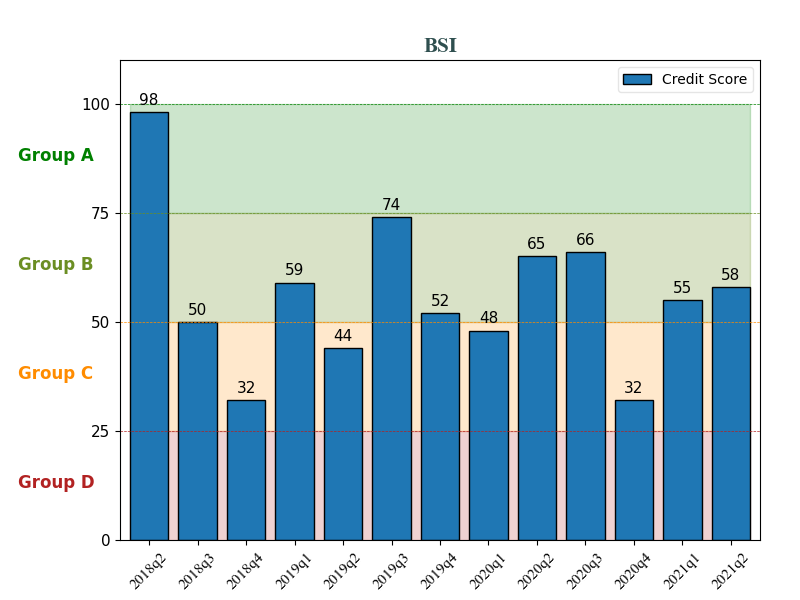 BSI
Credit Score
100
75
50
25
0
Group A
Group B
Group C
Group D
98
50
32
59
44
74
52
48
65
66
32
55
58
2018q2
2018q3
2018q4
2019q1
2019q2
2019q3
2019q4
2020q1
2020q2
2020q3
2020q4
2021q1
2021q2